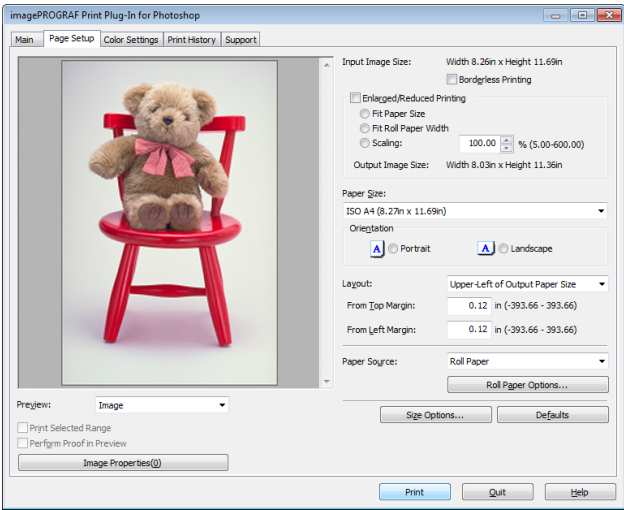 imagePROGRAF Print Plug-In for Photoshop
Main Page Setup Color Settings Print History Support
Input Image Size: Width 8.26in x Height 11.69in
Borderless Printing
Enlarged/Reduced Printing
Fit Paper Size
Fit Roll Paper Width
Scaling: 100.00 % (5.00-600.00)
Output Image Size: Width 8.03in x Height 11.36in
Paper Size:
ISO A4 (8.27in x 11.69in)
Orientation
A Portrait A Landscape
Layout: Upper-Left of Output Paper Size
From Top Margin: 0.12 in (-393.66 - 393.66)
From Left Margin: 0.12 in (-393.66 - 393.66)
Paper Source: Roll Paper
Roll Paper Options...
Size Options... Defaults
Preview: Image
Print Selected Range
Perform Proof in Preview
Image Properties(0)
Print Quit Help